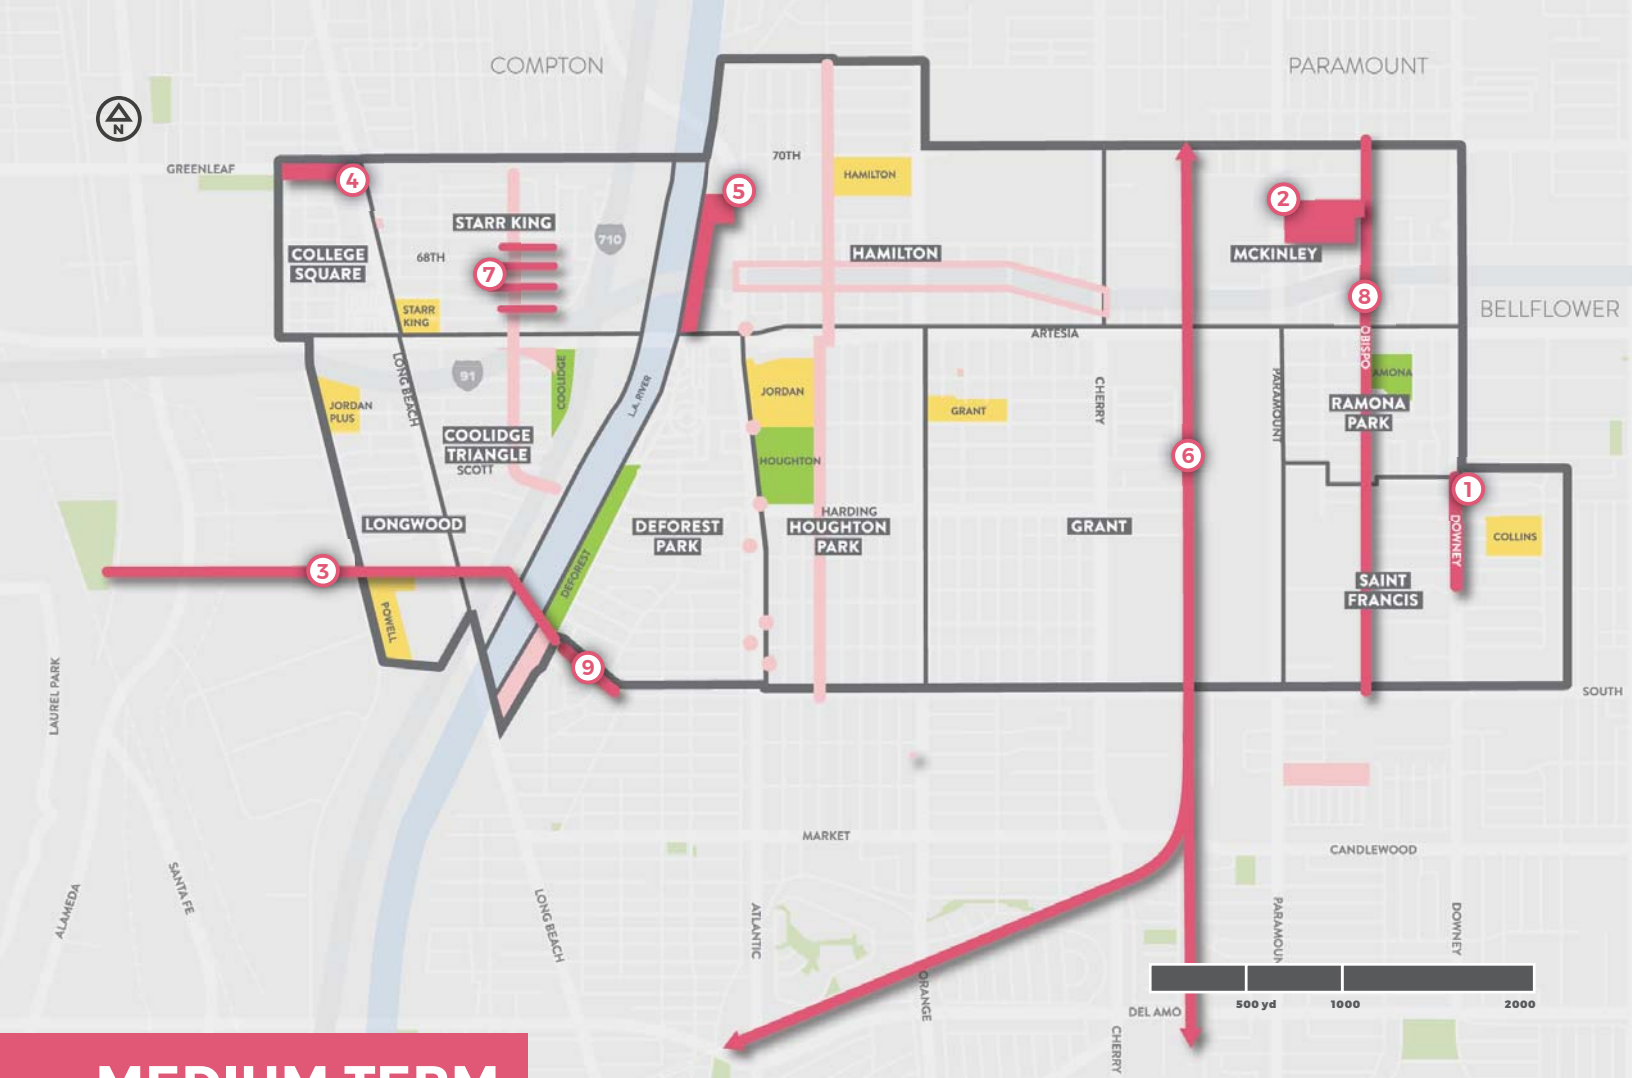 COMPTON
PARAMOUNT
N
GREENLEAF
4
5
70TH
HAMILTON
2
STARR KING
710
COLLEGE
SQUARE
68TH
7
HAMILTON
MCKINLEY
8
BELLFLOWER
STARR
KING
ARTESIA
OBISPO
LONG BEACH
91
COOLIDGE
L.A. RIVER
JORDAN
CHERRY
PARAMOUNT
AMONA
JORDAN
PLUS
GRANT
RAMONA
PARK
COOLIDGE
TRIANGLE
SCOTT
HOUGHTON
6
1
HARDING
LONGWOOD
DEFOREST
PARK
HOUGHTON
PARK
GRANT
DOWNEY
COLLINS
3
DEFOREST
SAINT
FRANCIS
POWELL
9
LAUREL PARK
SOUTH
MARKET
CANDLEWOOD
ALAMEDA
SANTA FE
LONG BEACH
ATLANTIC
ORANGE
PARAMOUN
DOWNEY
500 yd
1000
2000
DEL AMO
CHERRY
MEDIUM TERM